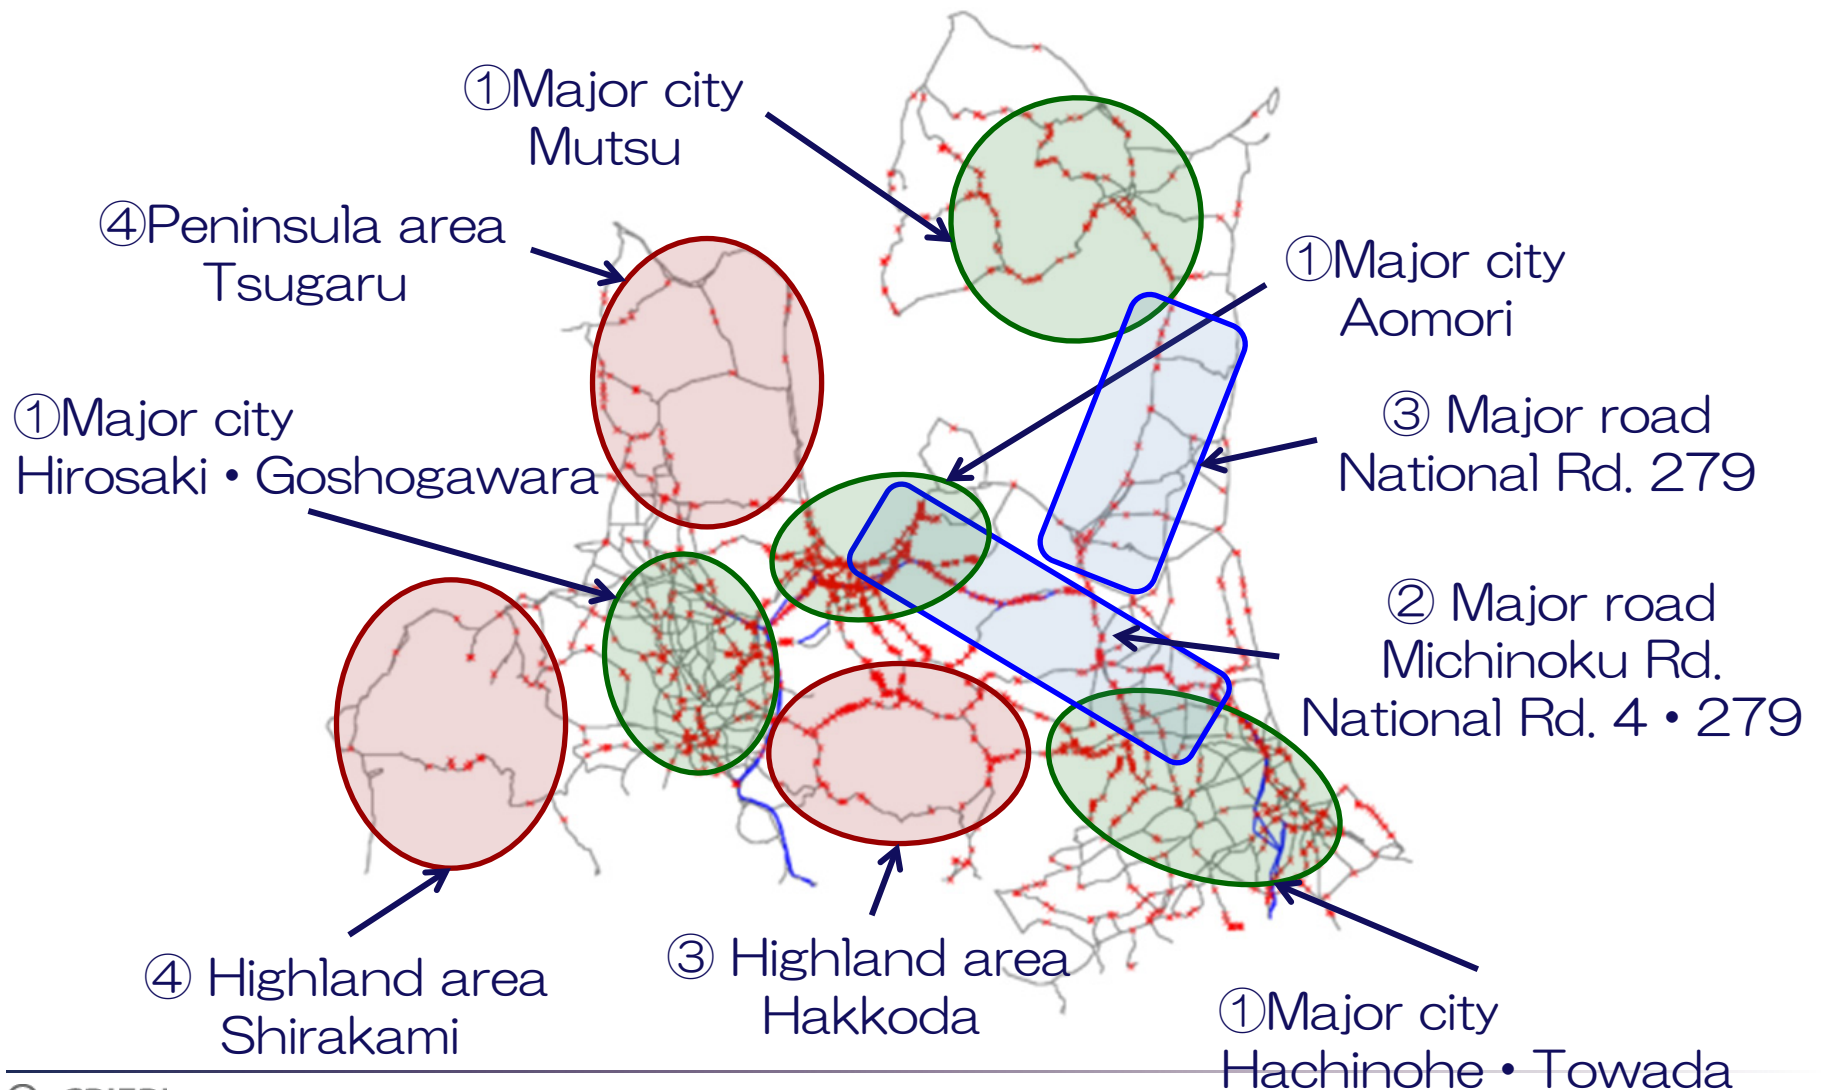 ①Major city
Mutsu
④Peninsula area
Tsugaru
①Major city
Aomori
①Major city
Hirosaki・Goshogawara
③ Major road
National Rd. 279
② Major road
Michinoku Rd.
National Rd. 4・279
④ Highland area
Shirakami
③ Highland area
Hakkoda
①Major city
Hachinohe・Towada